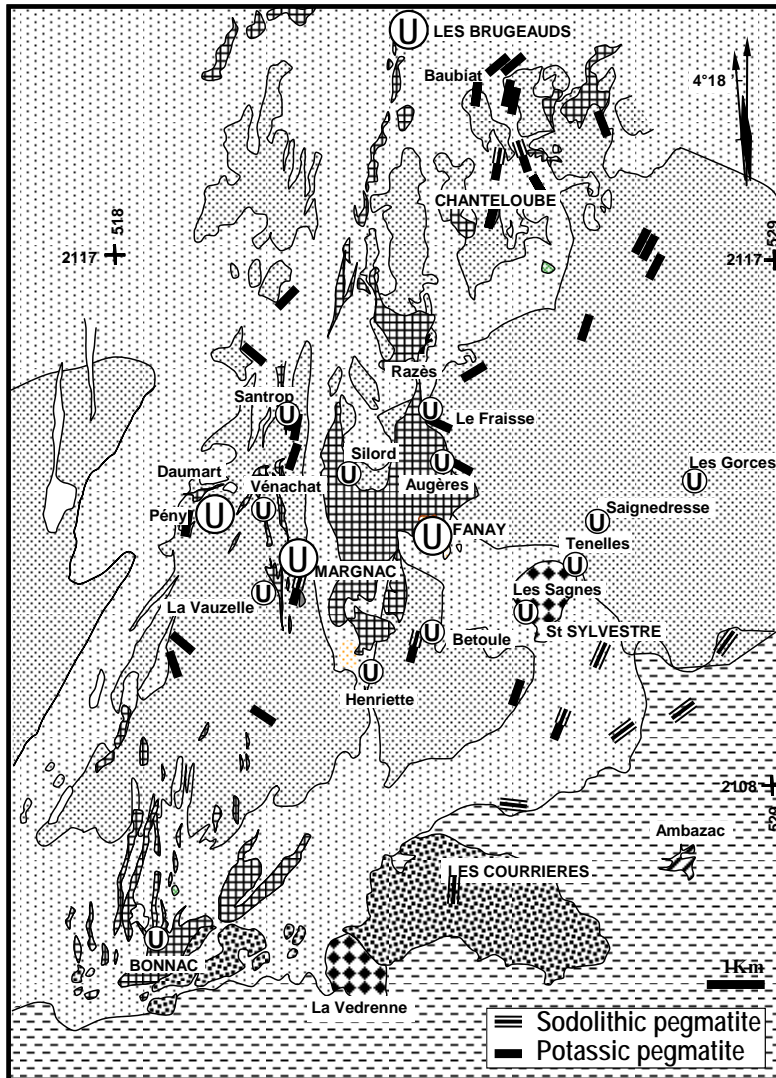 U LES BRUGEAUDS
Baubiat
4°18 '
CHANTELOUBE
518
2117
529
2117
Razès
Santrop
U
U
Le Fraisse
Silord
U
U
Augères
Les Gorces
U
Daumart
Vénachat
Pény
U
U
Saignedresse
U
U
FANAY
Tenelles
U
U
MARGNAC
Les Sagnes
U
La Vauzelle
U
U
Betoule
St SYLVESTRE
U
Henriette
2108
529
Ambazac
LES COURRIERES
U
BONNAC
1Km
La Vedrenne
Sodolithic pegmatite
Potassic pegmatite